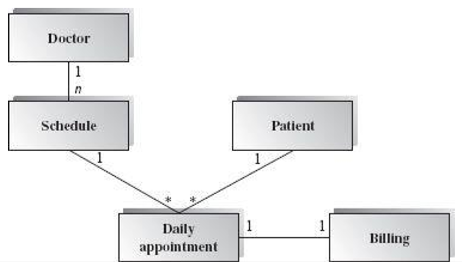 Doctor
1
n
Schedule
Patient
1
1
* *
Daily
appointment
1
1
Billing